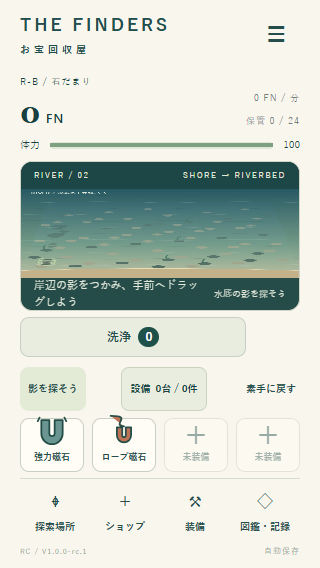 THE FINDERS
お宝回収屋
R-B / 石だまり
0 FN
0 FN / 分
保管 0 / 24
体力 100
RIVER / 02 SHORE — RIVERBED
岸辺の影をつかみ、手前へドラッ
グしよう
水底の影を探そう
洗浄 0
影を探そう 設備 0台 / 0件 素手に戻す
強力磁石 ロープ磁石 未装備 未装備
探索場所 ショップ 装備 図鑑・記録
RC / V1.0.0-rc.1 自動保存